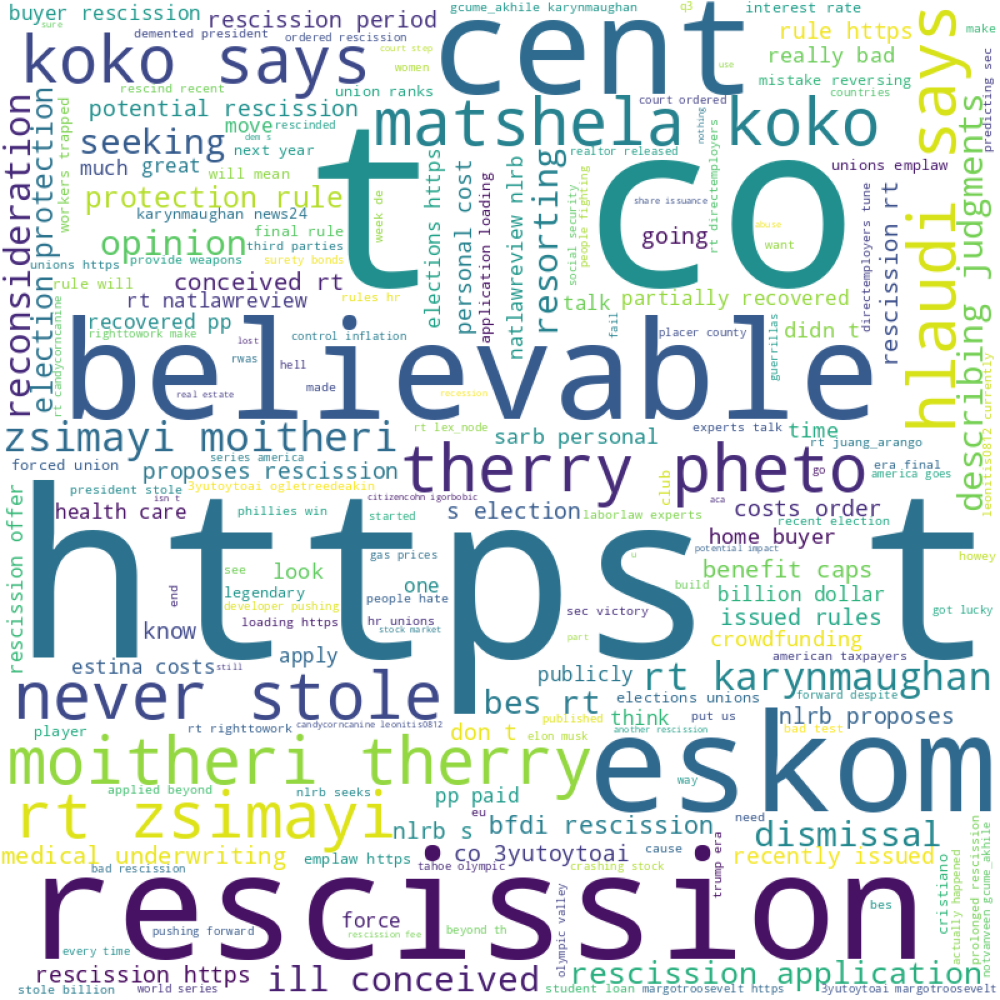 buyer rescission
rescission period
demented president
ordered rescission
gcume_akhile karynmaughan
q3
interest rate
sure
court step
women
koko says
cent
rule https
really bad
make
hlaudi says
rescind recent
union ranks
mistake reversing
countries
predicting sec
use
potential rescission
reconsideration
election protection
workers trapped
seeking
move
rescinded
dem s
next year
matshela koko
court ordered
nothing
realtor released
unions emplaw
describing judgments
much
great
will mean
t co
protection rule
karynmaughan news24
final rule
week de
elections https
personal cost
application loading
natlawreview nlrb
resorting
social security
people fighting
share issuance
going
abuse
want
rt directemployers
directemployers tune
rescission rt
opinion
third parties
unions https
provide weapons
surety bonds
conceived rt
rule will
rt natlawreview
rules hr
talk
partially recovered
recovered pp
righttowork make
control inflation
lost
rwas
hell
fail
guerrillas
placer county
didn t
rt candycorncanine
believable
real estate
made
recession
leonitis0812 currently
zsimayi moitheri
rt lex_node
sarb personal
experts talk
time
rt juang_arango
forced union
series america
proposes rescission
therry pheto
go
era final
america goes
president stole
3yutoytoai ogletreedeakin
citizencohn igorbobic
club
aca
isn t
health care
phillies win
started
s election
laborlaw experts
costs order
recent election
rescission offer
https t
gas prices
u
potential impact
home buyer
howey
see
look
one
build
benefit caps
legendary
people hate
billion dollar
end
developer pushing
sec victory
issued rules
got lucky
know
loading https
hr unions
stock market
part
crowdfunding
estina costs
still
apply
publicly
rt karynmaughan
american taxpayers
never stole
bes rt
elections unions
forward despite
player
rt righttowork
candycorncanine leonitis0812
don t
published
elon musk
another rescission
think
put us
nlrb proposes
bad test
moitheri therry
eskom
way
applied beyond
nlrb seeks
pp paid
rt zsimayi
eu
need
nlrb s
bfdi rescission
dismissal
medical underwriting
emplaw https
co 3yutoytoai
cause
trump era
recently issued
bad rescission
tahoe olympic
crashing stock
rescission
olympic valley
cristiano
actually happened
prolonged rescission
notvanveen gcume_akhile
force
beyond th
bes
pushing forward
rescission fee
every time
rescission https
ill conceived
rescission application
stole billion
world series
student loan
margotroosevelt https
3yutoytoai margotroosevelt